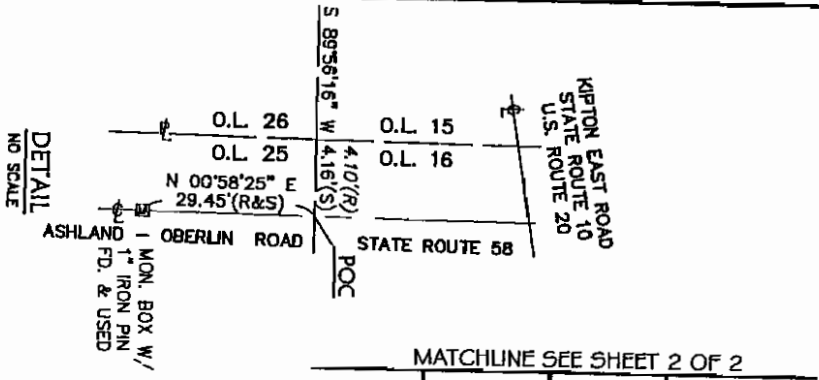 S 89°56'16" W
4.10'(R)
4.16'(S)
KIPTON EAST ROAD
STATE ROUTE 10
U.S. ROUTE 20
O.L. 26
O.L. 15
O.L. 25
O.L. 16
N 00°58'25" E
29.45'(R&S)
DETAIL
NO SCALE
ASHLAND OBERLIN ROAD
STATE ROUTE 58
POC
1 MON. BOX W/
1" IRON PIN
FD. & USED
MATCHLINE SEE SHEET 2 OF 2